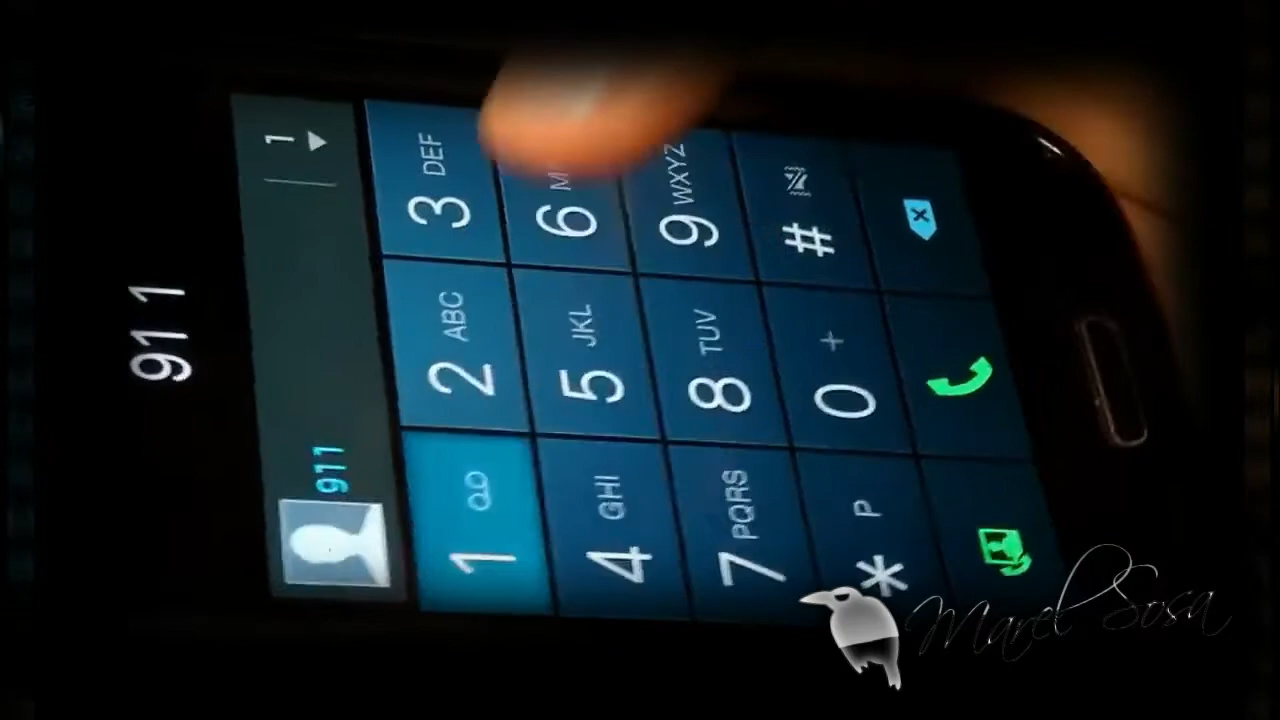 911
911
1
1
2 ABC
3 DEF
4 GHI
5 JKL
6 M
7 PQRS
8 TUV
9 WXYZ
* P
0 +
#
Marel Sosa